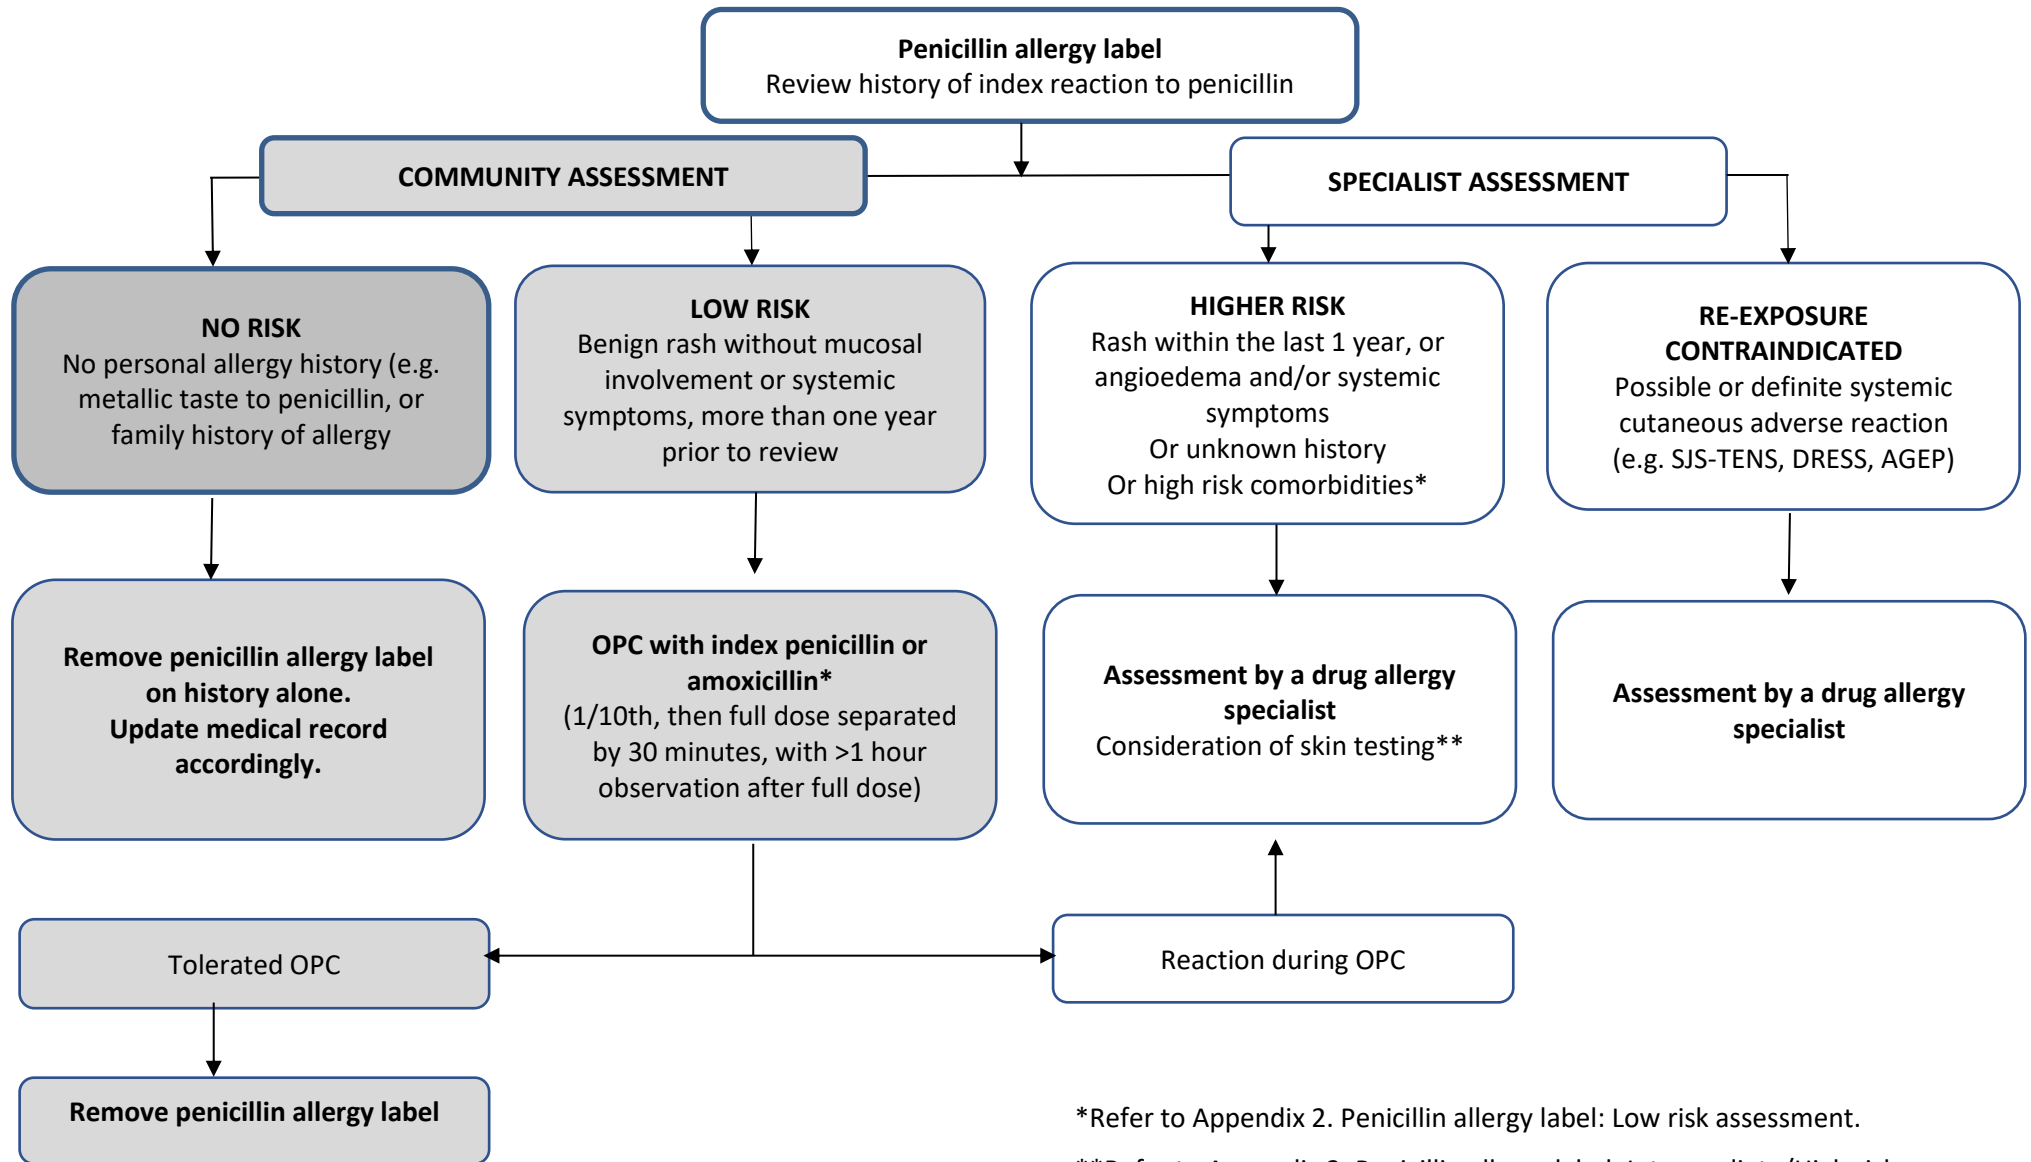 Penicillin allergy label
Review history of index reaction to penicillin
COMMUNITY ASSESSMENT
SPECIALIST ASSESSMENT
NO RISK
No personal allergy history (e.g.
metallic taste to penicillin, or
family history of allergy
LOW RISK
Benign rash without mucosal
involvement or systemic
symptoms, more than one year
prior to review
HIGHER RISK
Rash within the last 1 year, or
angioedema and/or systemic
symptoms
Or unknown history
Or high risk comorbidities*
RE-EXPOSURE
CONTRAINDICATED
Possible or definite systemic
cutaneous adverse reaction
(e.g. SJS-TENS, DRESS, AGEP)
Remove penicillin allergy label
on history alone.
Update medical record
accordingly.
OPC with index penicillin or
amoxicillin*
(1/10th, then full dose separated
by 30 minutes, with >1 hour
observation after full dose)
Assessment by a drug allergy
specialist
Consideration of skin testing**
Assessment by a drug allergy
specialist
Tolerated OPC
Reaction during OPC
Remove penicillin allergy label
*Refer to Appendix 2. Penicillin allergy label: Low risk assessment.